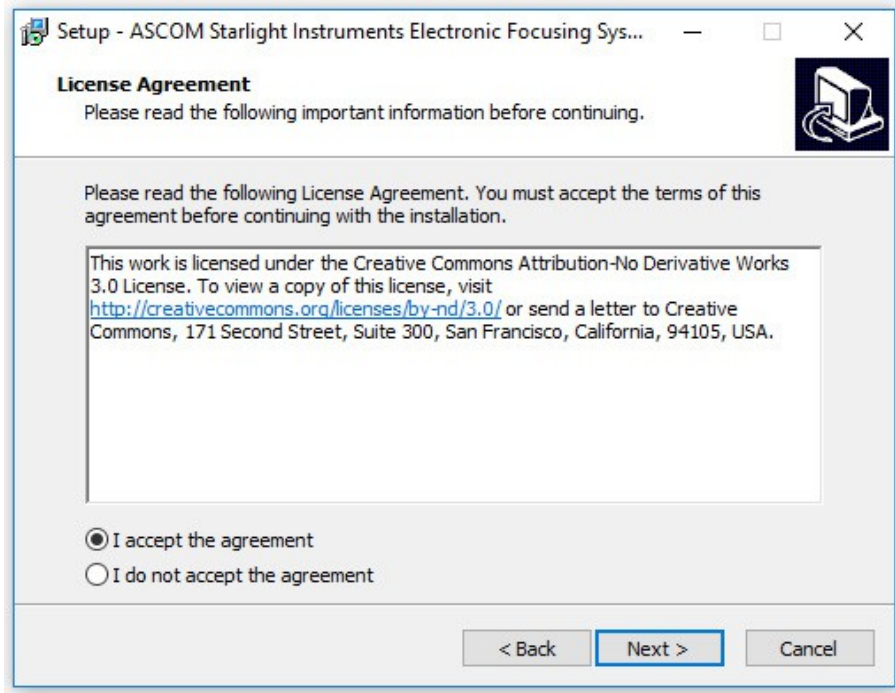 Setup - ASCOM Starlight Instruments Electronic Focusing Sys...
License Agreement
Please read the following important information before continuing.
Please read the following License Agreement. You must accept the terms of this
agreement before continuing with the installation.
This work is licensed under the Creative Commons Attribution-No Derivative Works
3.0 License. To view a copy of this license, visit
http://creativecommons.org/licenses/by-nd/3.0/ or send a letter to Creative
Commons, 171 Second Street, Suite 300, San Francisco, California, 94105, USA.
I accept the agreement
I do not accept the agreement
< Back Next > Cancel